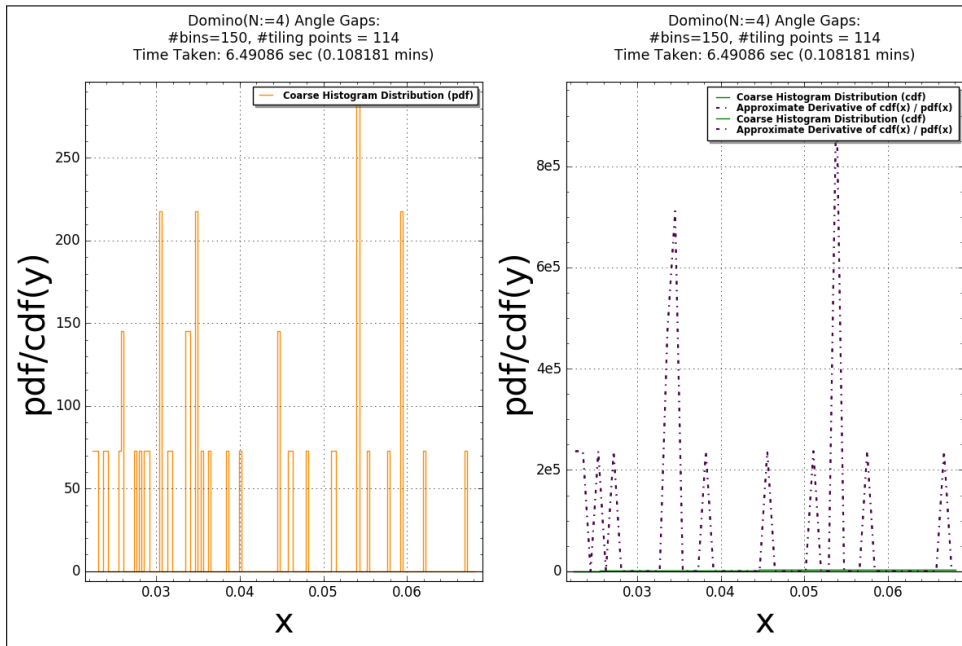 Domino(N:=4) Angle Gaps:
#bins=150, #tiling points = 114
Time Taken: 6.49086 sec (0.108181 mins)
Coarse Histogram Distribution (pdf)
250
200
150
100
50
0
0.03
0.04
0.05
0.06
pdf/cdf(y)
x
Domino(N:=4) Angle Gaps:
#bins=150, #tiling points = 114
Time Taken: 6.49086 sec (0.108181 mins)
Coarse Histogram Distribution (cdf)
Approximate Derivative of cdf(x) / pdf(x)
Coarse Histogram Distribution (cdf)
Approximate Derivative of cdf(x) / pdf(x)
8e5
6e5
4e5
2e5
0
0.03
0.04
0.05
0.06
pdf/cdf(y)
x